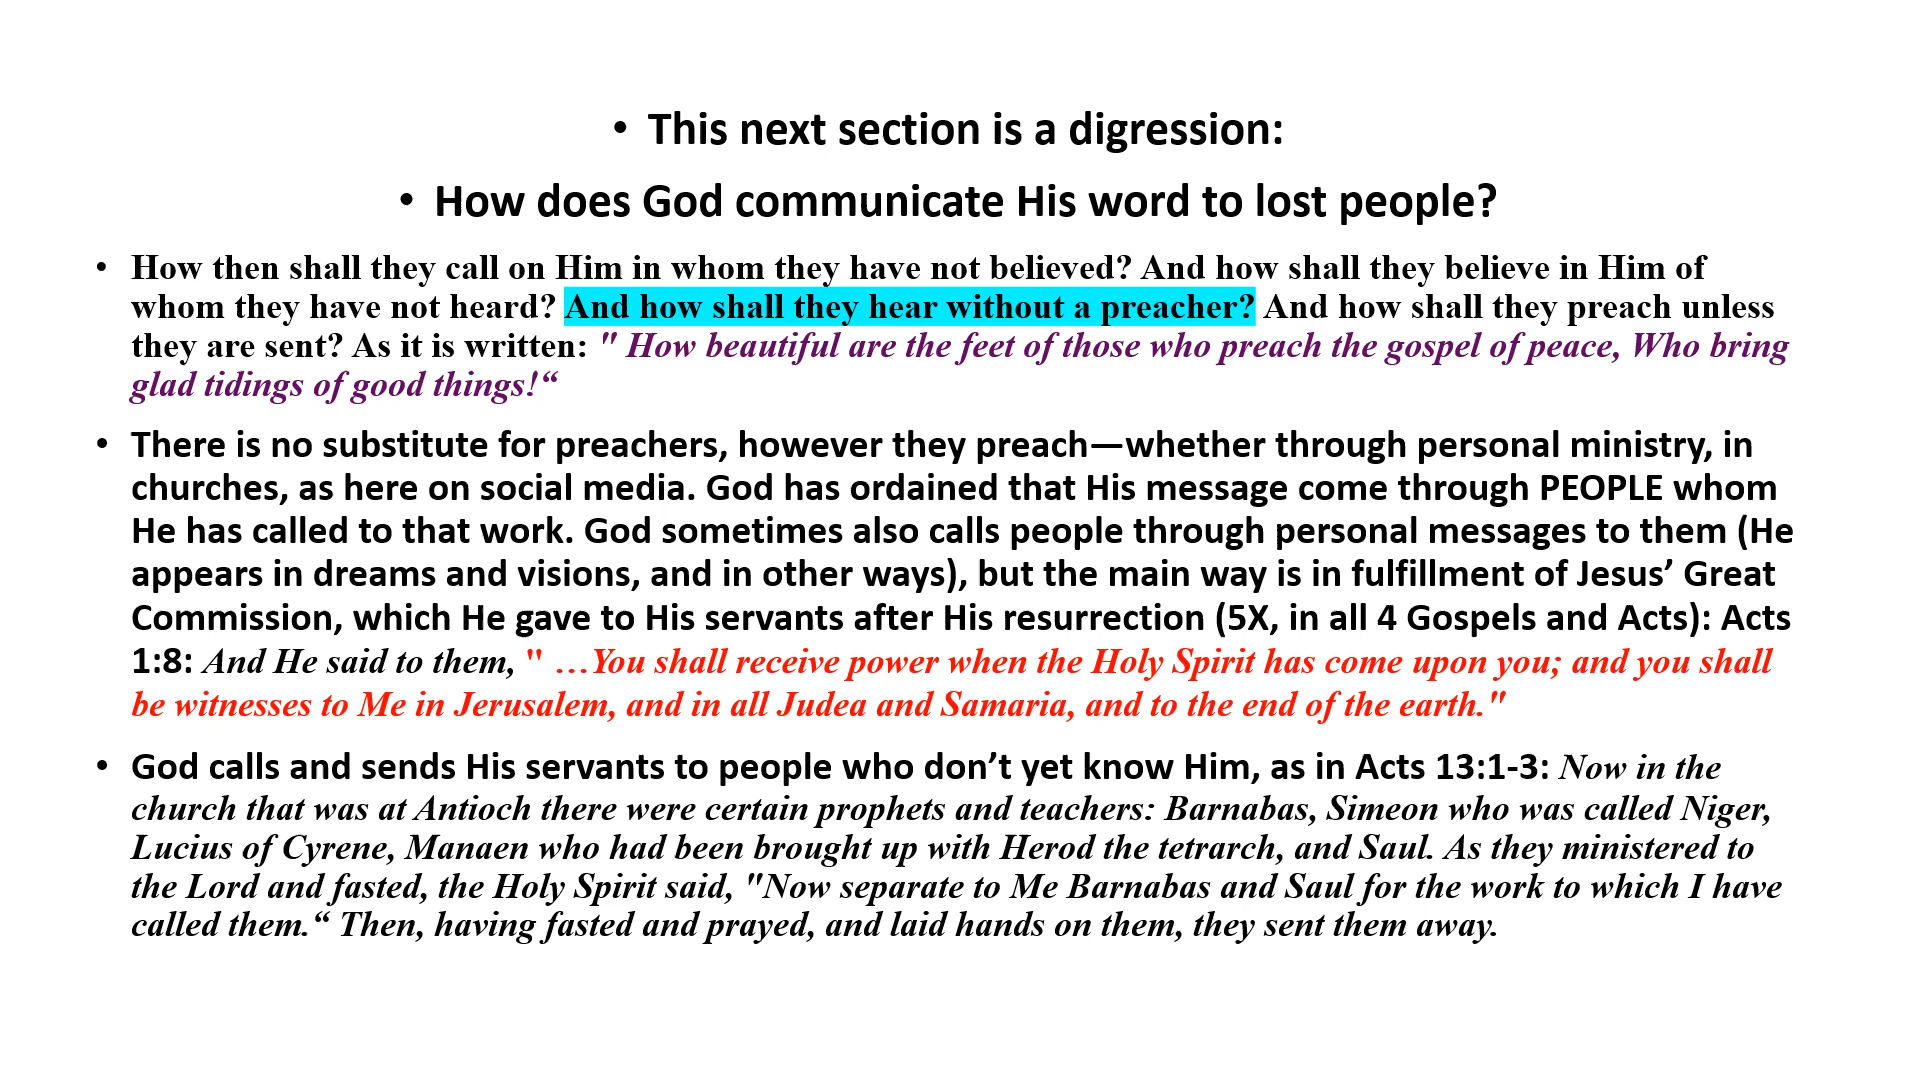 • This next section is a digression:
• How does God communicate His word to lost people?
• How then shall they call on Him in whom they have not believed? And how shall they believe in Him of
whom they have not heard? And how shall they hear without a preacher? And how shall they preach unless
they are sent? As it is written: " How beautiful are the feet of those who preach the gospel of peace, Who bring
glad tidings of good things!“
• There is no substitute for preachers, however they preach—whether through personal ministry, in
churches, as here on social media. God has ordained that His message come through PEOPLE whom
He has called to that work. God sometimes also calls people through personal messages to them (He
appears in dreams and visions, and in other ways), but the main way is in fulfillment of Jesus’ Great
Commission, which He gave to His servants after His resurrection (5X, in all 4 Gospels and Acts): Acts
1:8: And He said to them, " …You shall receive power when the Holy Spirit has come upon you; and you shall
be witnesses to Me in Jerusalem, and in all Judea and Samaria, and to the end of the earth."
• God calls and sends His servants to people who don’t yet know Him, as in Acts 13:1-3: Now in the
church that was at Antioch there were certain prophets and teachers: Barnabas, Simeon who was called Niger,
Lucius of Cyrene, Manaen who had been brought up with Herod the tetrarch, and Saul. As they ministered to
the Lord and fasted, the Holy Spirit said, "Now separate to Me Barnabas and Saul for the work to which I have
called them.“ Then, having fasted and prayed, and laid hands on them, they sent them away.